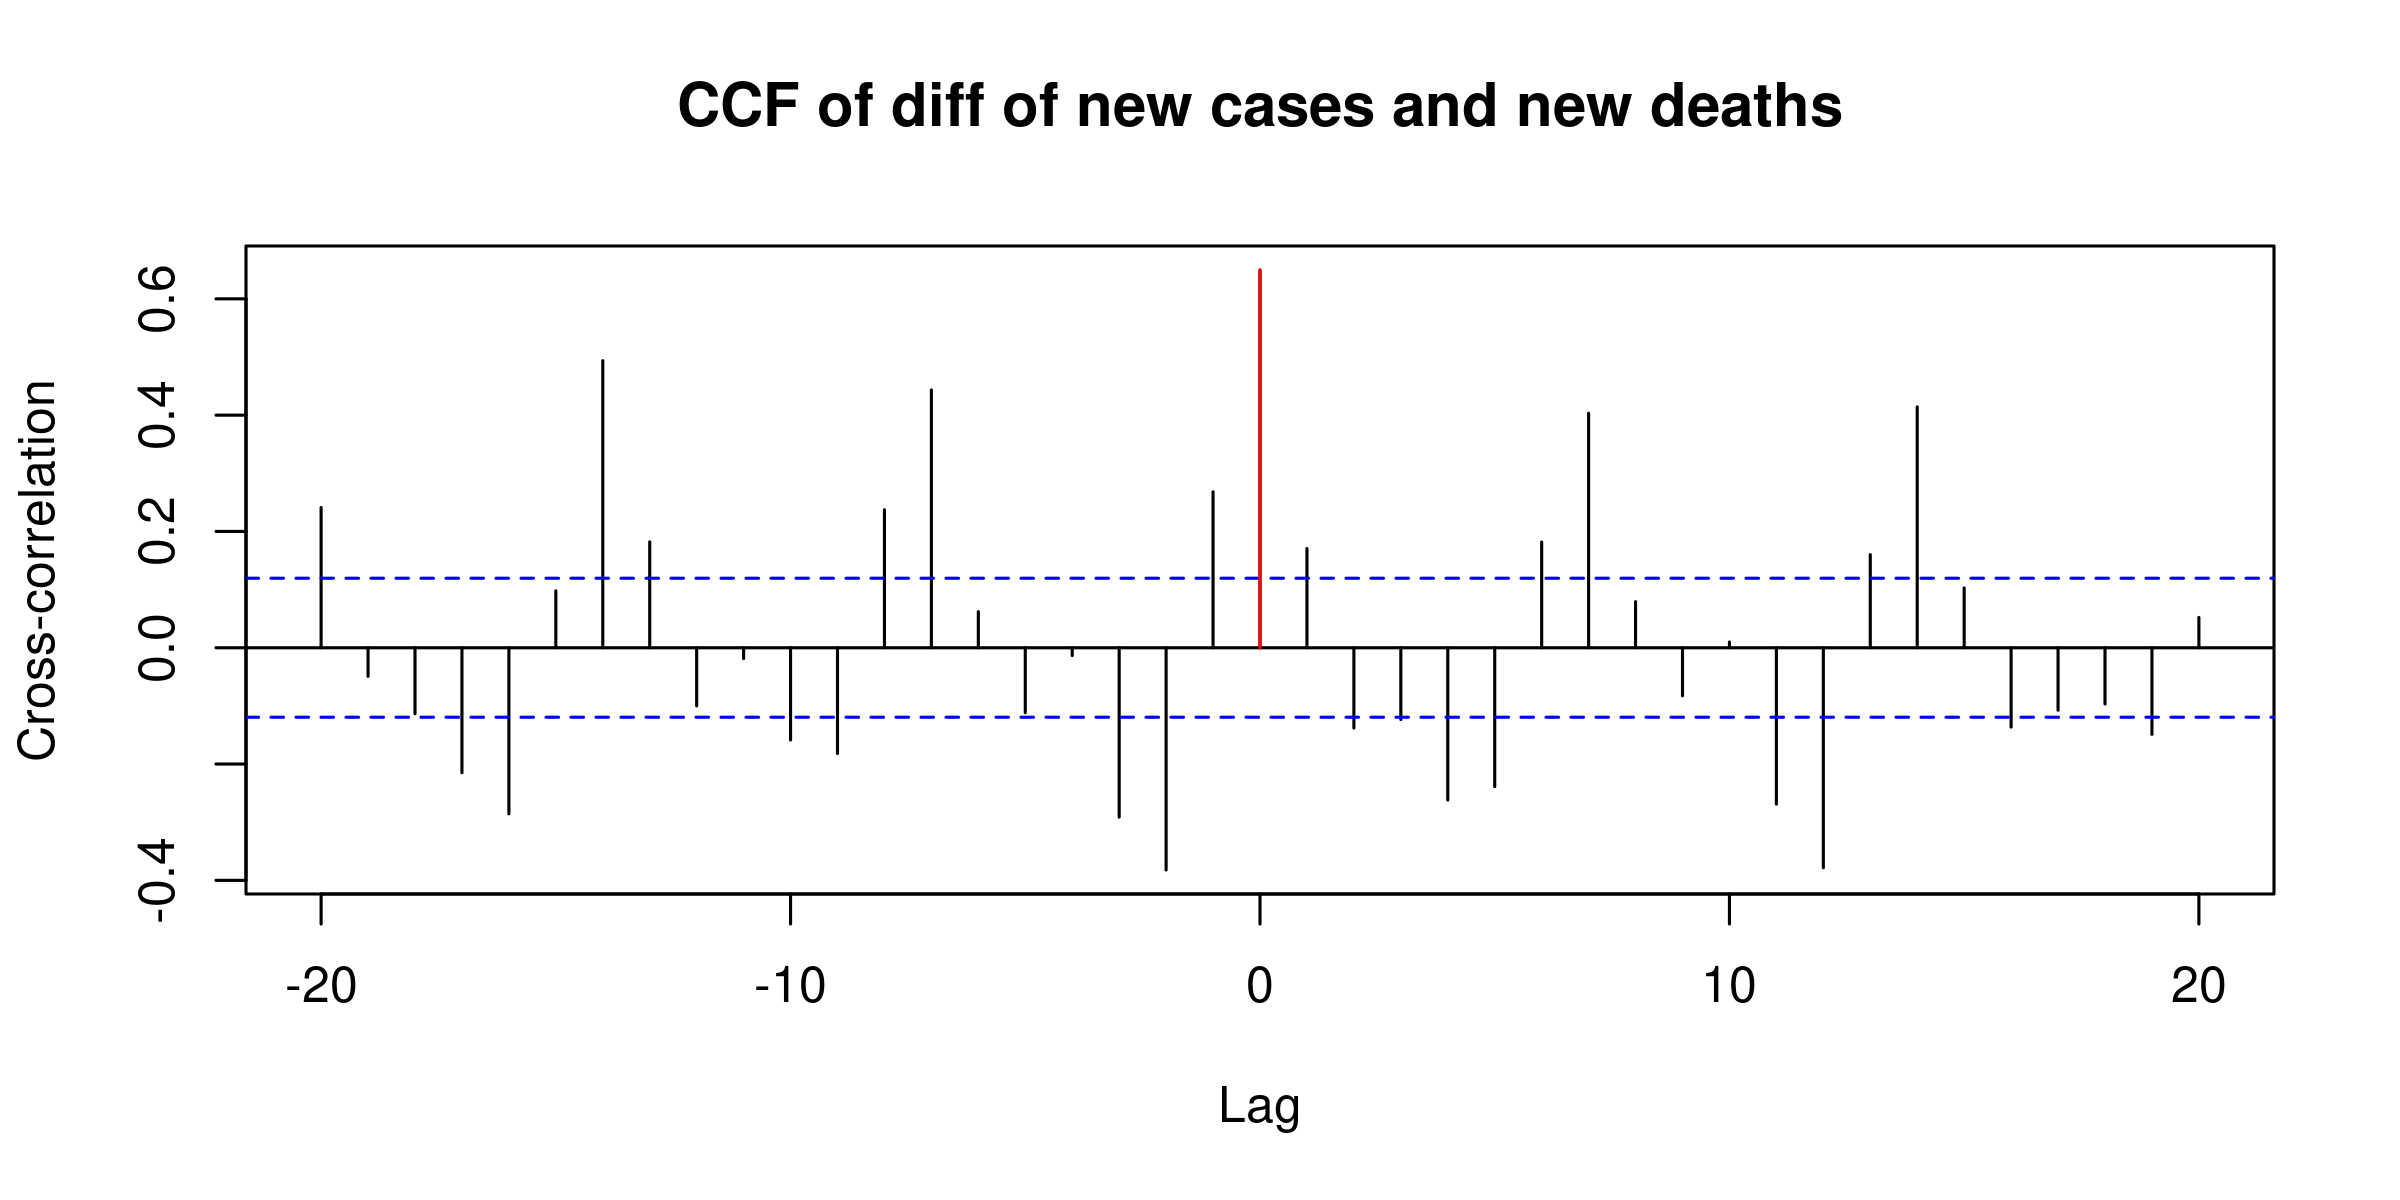 CCF of diff of new cases and new deaths
Cross-correlation
0.6
0.4
0.2
0.0
-0.4
-20 -10 0 10 20
Lag